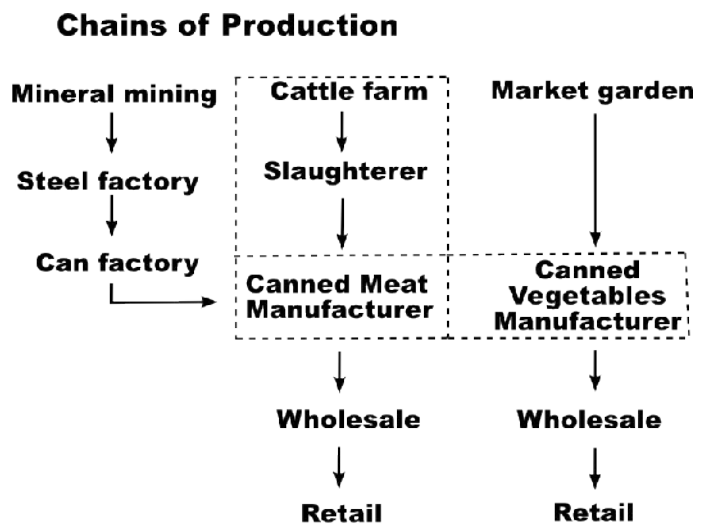 Chains of Production
Mineral mining
Cattle farm
Market garden
Steel factory
Slaughterer
Can factory
Canned Meat
Manufacturer
Canned
Vegetables
Manufacturer
Wholesale
Wholesale
Retail
Retail